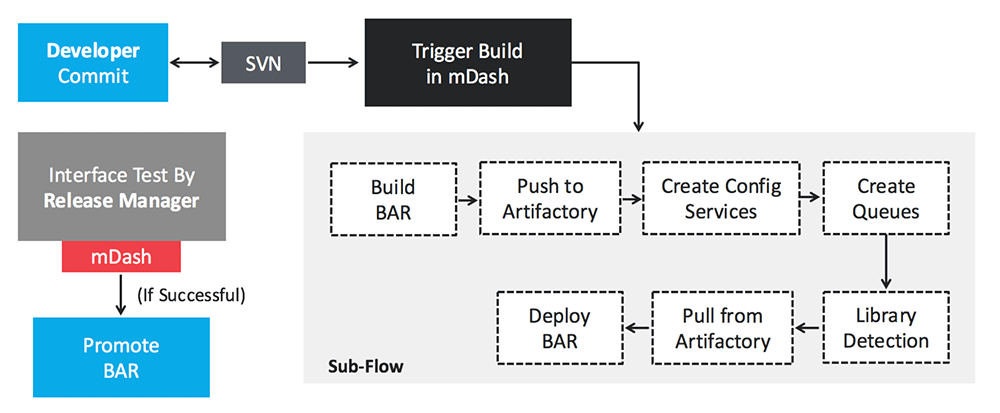 Developer
Commit
SVN
Trigger Build
in mDash
Interface Test By
Release Manager
mDash
(If Successful)
Promote
BAR
Build
BAR
Push to
Artifactory
Create Config
Services
Create
Queues
Deploy
BAR
Pull from
Artifactory
Library
Detection
Sub-Flow